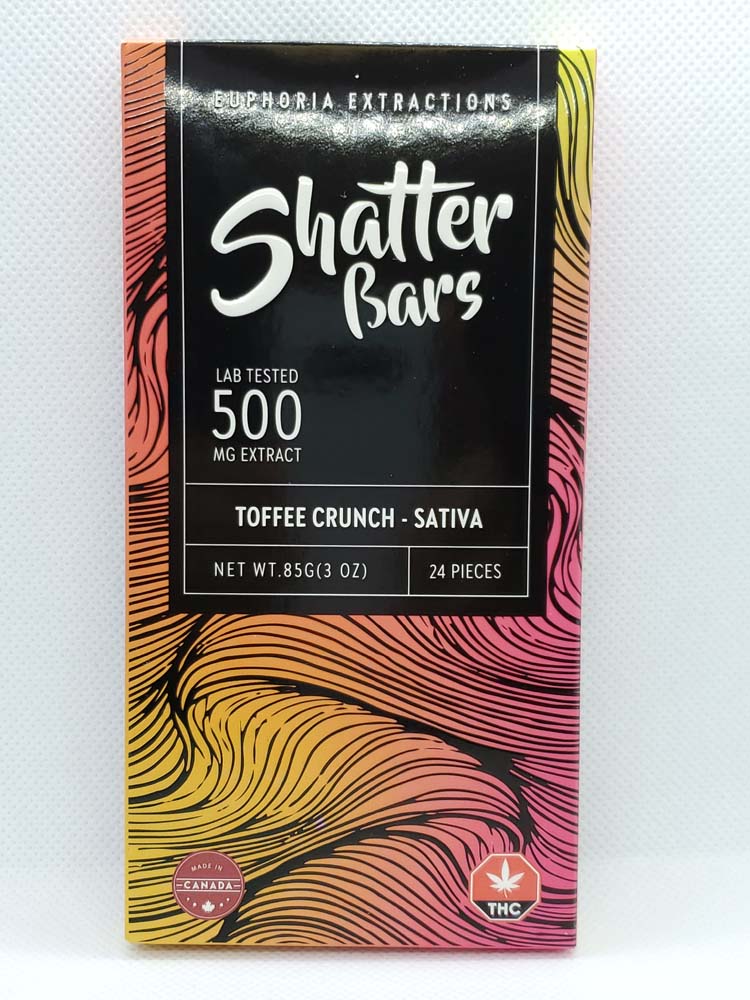 EUPHORIA EXTRACTIONS
Shatter
Bars
LAB TESTED
500
MG EXTRACT
TOFFEE CRUNCH - SATIVA
NET WT.85G(3 OZ)
24 PIECES
MADE IN
CANADA
THC